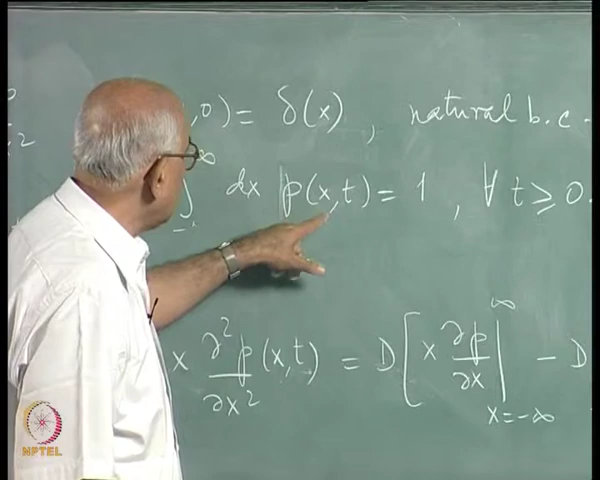 ,0) = δ(x) , natural b.c.
∫_{-∞}^{∞} dx p(x,t) = 1 , ∀ t ≥ 0.
x ∂²p/∂x² (x,t) = D [ x ∂p/∂x |_{x=-∞}^{∞} − D
NPTEL